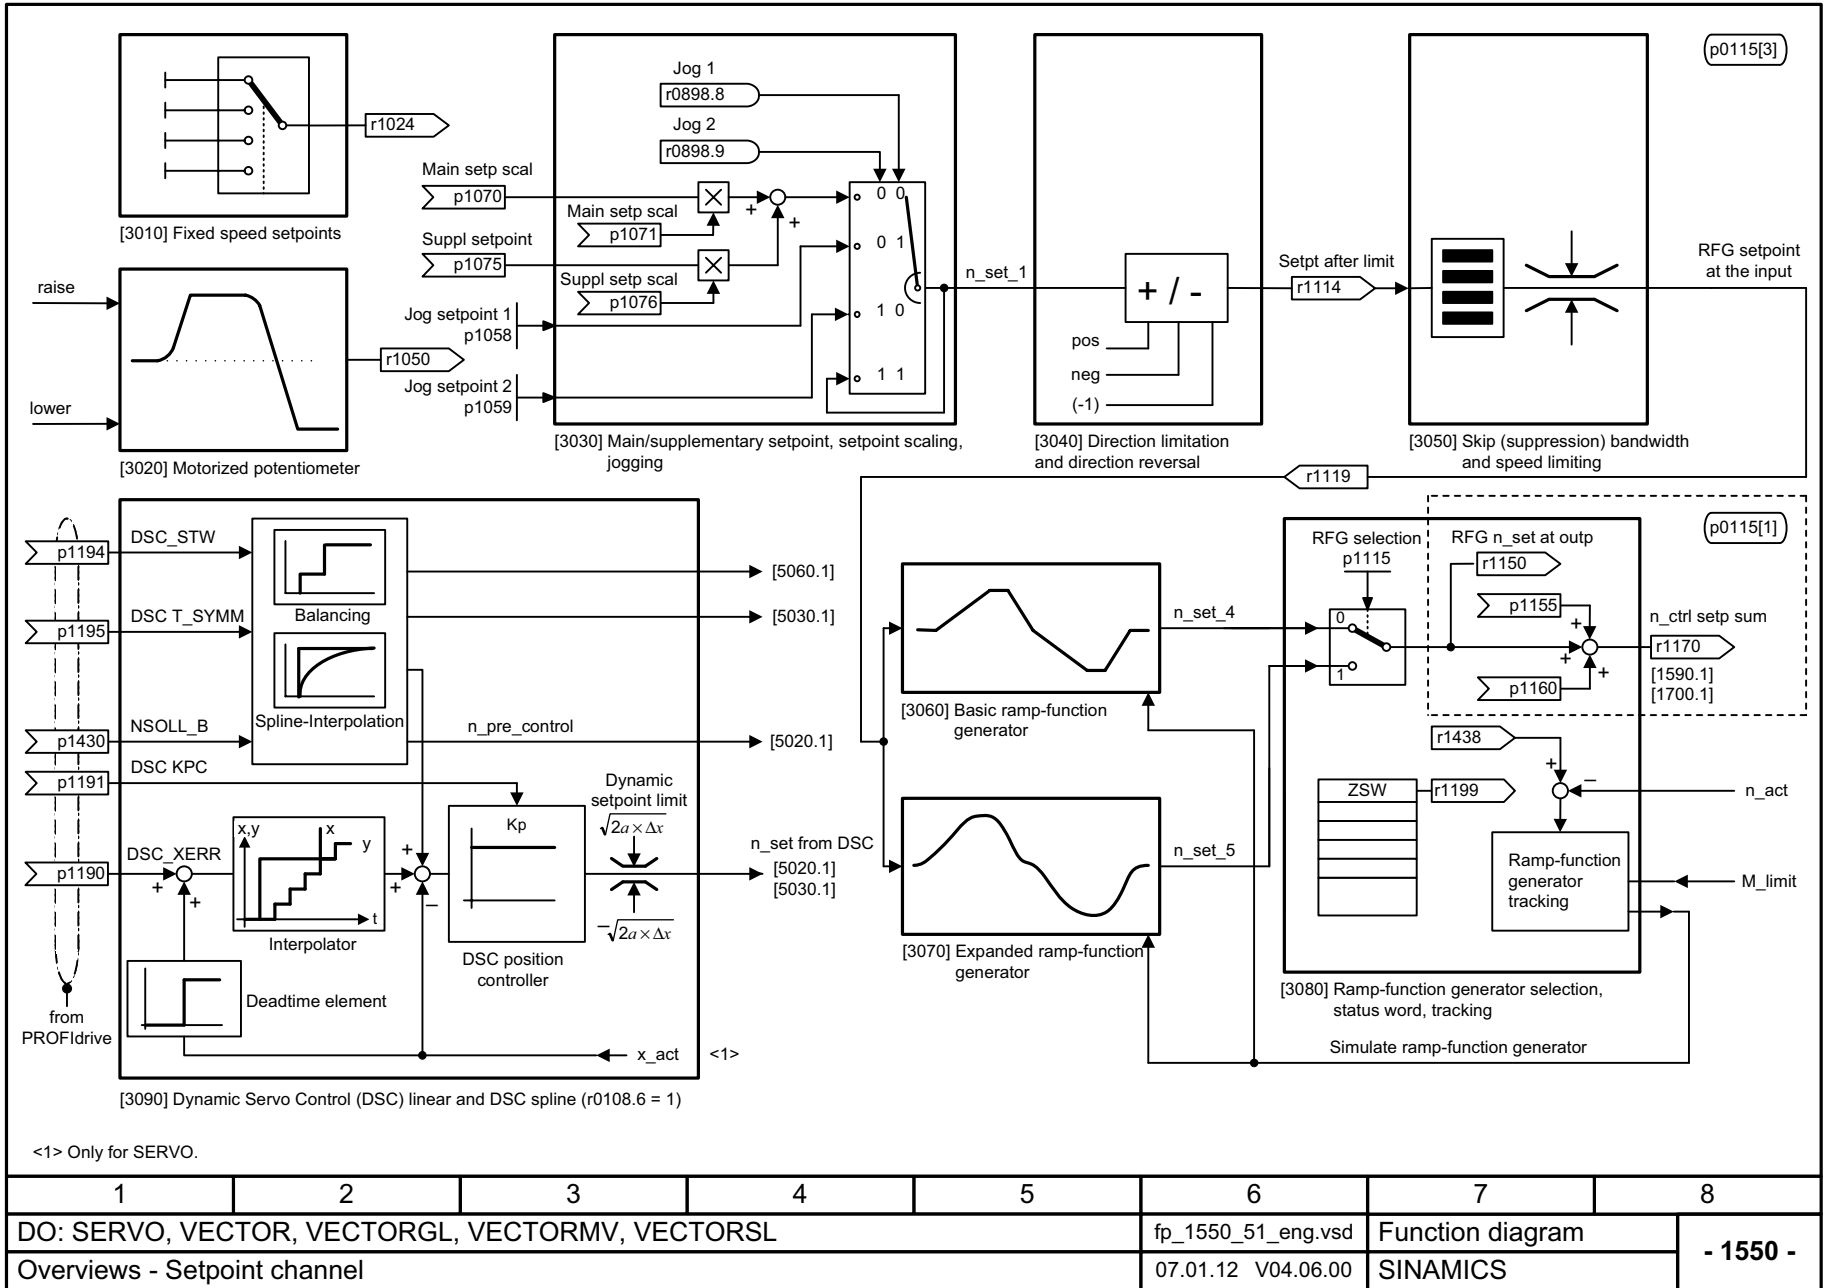 p0115[3]
r1024
[3010] Fixed speed setpoints
raise
lower
r1050
[3020] Motorized potentiometer
Jog 1
r0898.8
Jog 2
r0898.9
Main setp scal
p1070
Main setp scal
p1071
Suppl setpoint
p1075
Suppl setp scal
p1076
Jog setpoint 1
p1058
Jog setpoint 2
p1059
+
+
0 0
0 1
1 0
1 1
n_set_1
[3030] Main/supplementary setpoint, setpoint scaling,
jogging
+ / -
pos
neg
(-1)
[3040] Direction limitation
and direction reversal
Setpt after limit
r1114
[3050] Skip (suppression) bandwidth
and speed limiting
RFG setpoint
at the input
r1119
p1194
DSC_STW
p1195
DSC T_SYMM
p1430
NSOLL_B
p1191
DSC KPC
p1190
DSC_XERR
from
PROFIdrive
Balancing
Spline-Interpolation
[5060.1]
[5030.1]
n_pre_control
[5020.1]
+
+
x,y
x
y
t
Interpolator
Deadtime element
+
+
–
Kp
DSC position
controller
Dynamic
setpoint limit
√2a × Δx
−√2a × Δx
n_set from DSC
[5020.1]
[5030.1]
x_act
<1>
[3090] Dynamic Servo Control (DSC) linear and DSC spline (r0108.6 = 1)
[3060] Basic ramp-function
generator
n_set_4
[3070] Expanded ramp-function
generator
n_set_5
RFG selection
p1115
0
1
RFG n_set at outp
r1150
p1155
p1160
+
+
+
p0115[1]
n_ctrl setp sum
r1170
[1590.1]
[1700.1]
r1438
+
–
n_act
ZSW
r1199
Ramp-function
generator
tracking
M_limit
[3080] Ramp-function generator selection,
status word, tracking
Simulate ramp-function generator
<1> Only for SERVO.
1 2 3 4 5 6 7 8
DO: SERVO, VECTOR, VECTORGL, VECTORMV, VECTORSL
fp_1550_51_eng.vsd
Function diagram
- 1550 -
Overviews - Setpoint channel
07.01.12 V04.06.00
SINAMICS